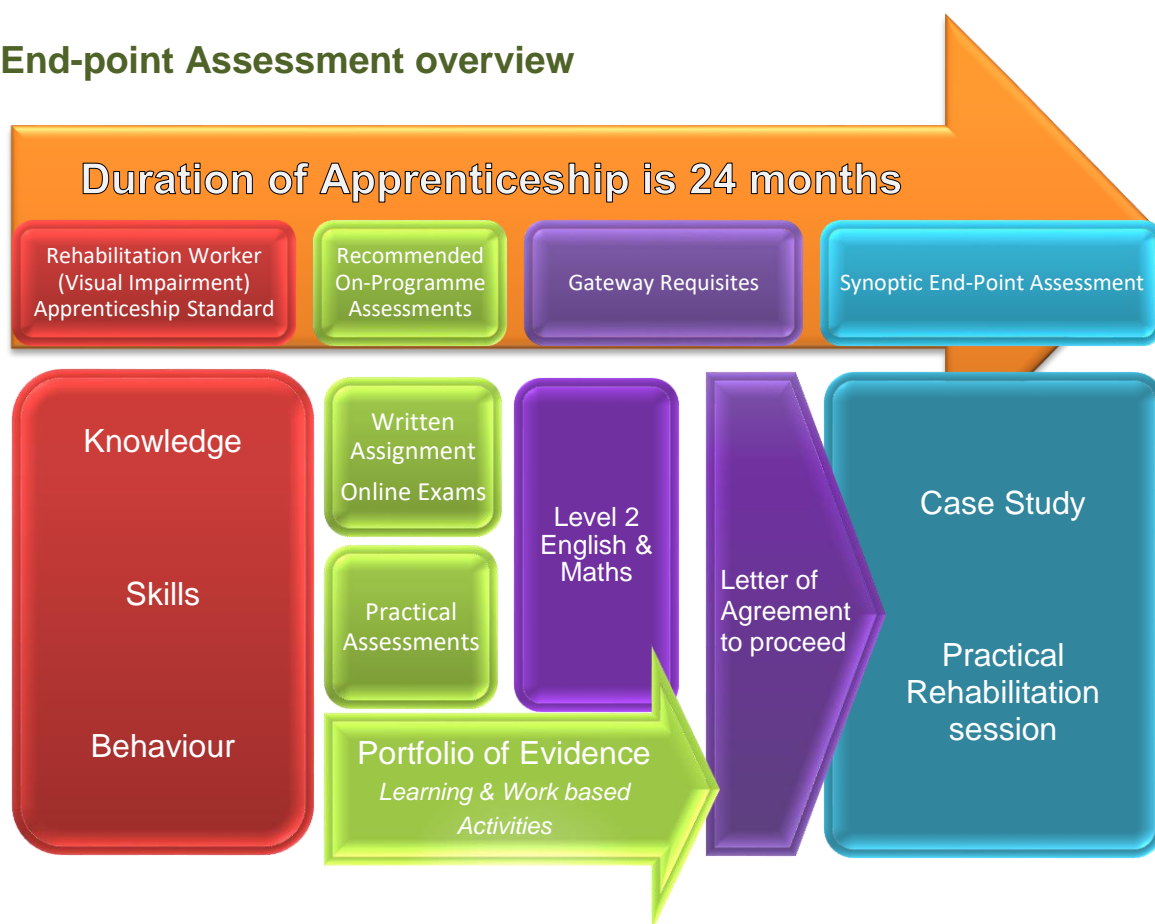 End-point Assessment overview
Duration of Apprenticeship is 24 months
Rehabilitation Worker
(Visual Impairment)
Apprenticeship Standard
Recommended
On-Programme
Assessments
Gateway Requisites
Synoptic End-Point Assessment
Knowledge
Skills
Behaviour
Written
Assignment
Online Exams
Practical
Assessments
Level 2
English &
Maths
Portfolio of Evidence
Learning & Work based
Activities
Letter of
Agreement
to proceed
Case Study
Practical
Rehabilitation
session